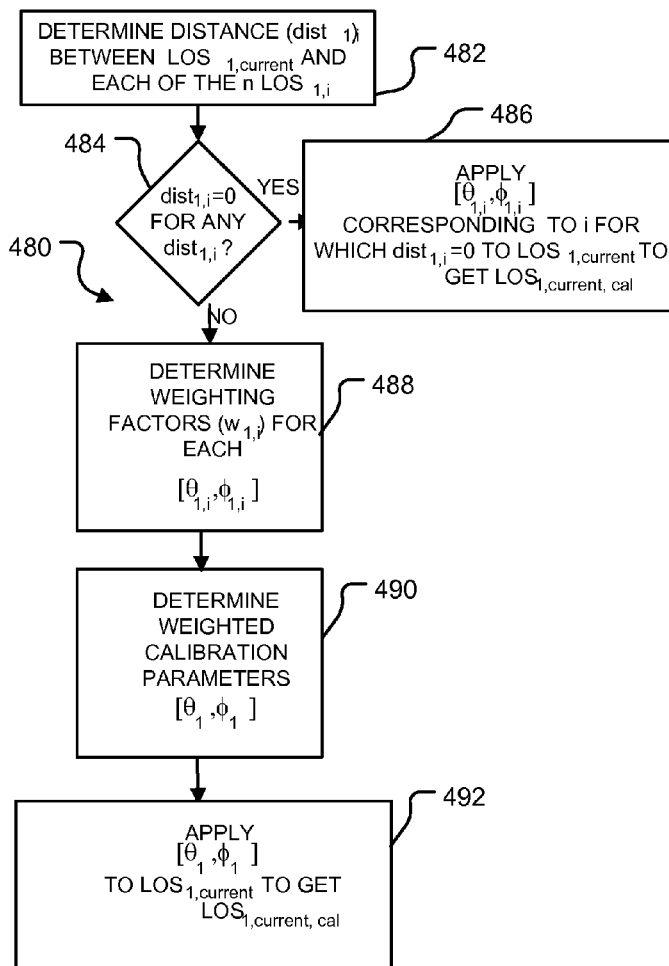 DETERMINE DISTANCE (dist 1)i
BETWEEN LOS 1,current AND
EACH OF THE n LOS 1,i
482
484
dist1,i=0
FOR ANY
dist1,i ?
YES
486
APPLY
[θ1,i,ϕ1,i]
CORRESPONDING TO i FOR
WHICH dist1,i=0 TO LOS 1,current TO
GET LOS1,current, cal
480
NO
DETERMINE
WEIGHTING
FACTORS (w1,i) FOR
EACH
[θ1,i,ϕ1,i]
488
DETERMINE
WEIGHTED
CALIBRATION
PARAMETERS
[θ1,ϕ1]
490
APPLY
[θ1,ϕ1]
TO LOS1,current TO GET
LOS1,current, cal
492